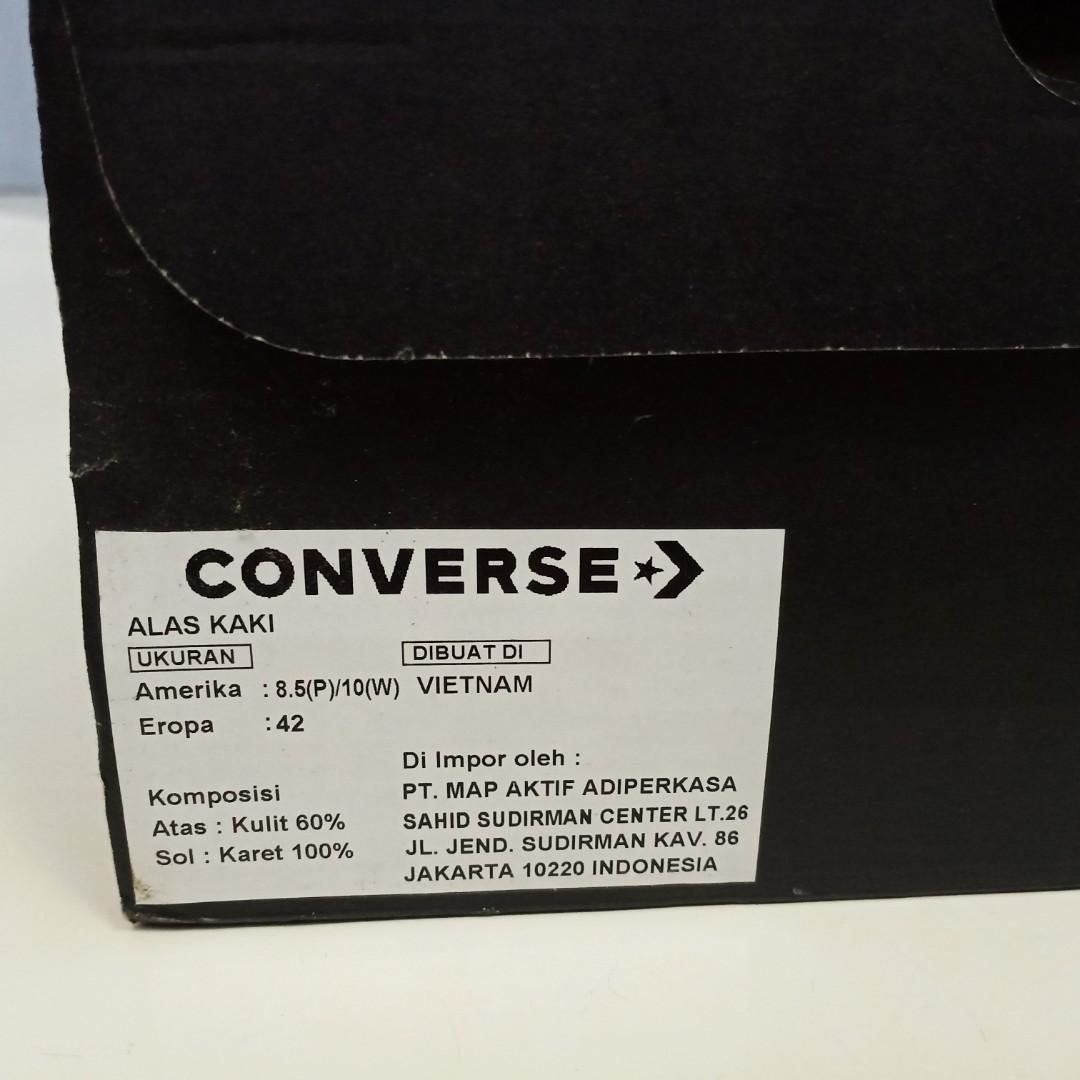 CONVERSE
ALAS KAKI
UKURAN
Amerika : 8.5(P)/10(W)
Eropa : 42
DIBUAT DI
VIETNAM
Komposisi
Atas : Kulit 60%
Sol : Karet 100%
Di Impor oleh :
PT. MAP AKTIF ADIPERKASA
SAHID SUDIRMAN CENTER LT.26
JL. JEND. SUDIRMAN KAV. 86
JAKARTA 10220 INDONESIA